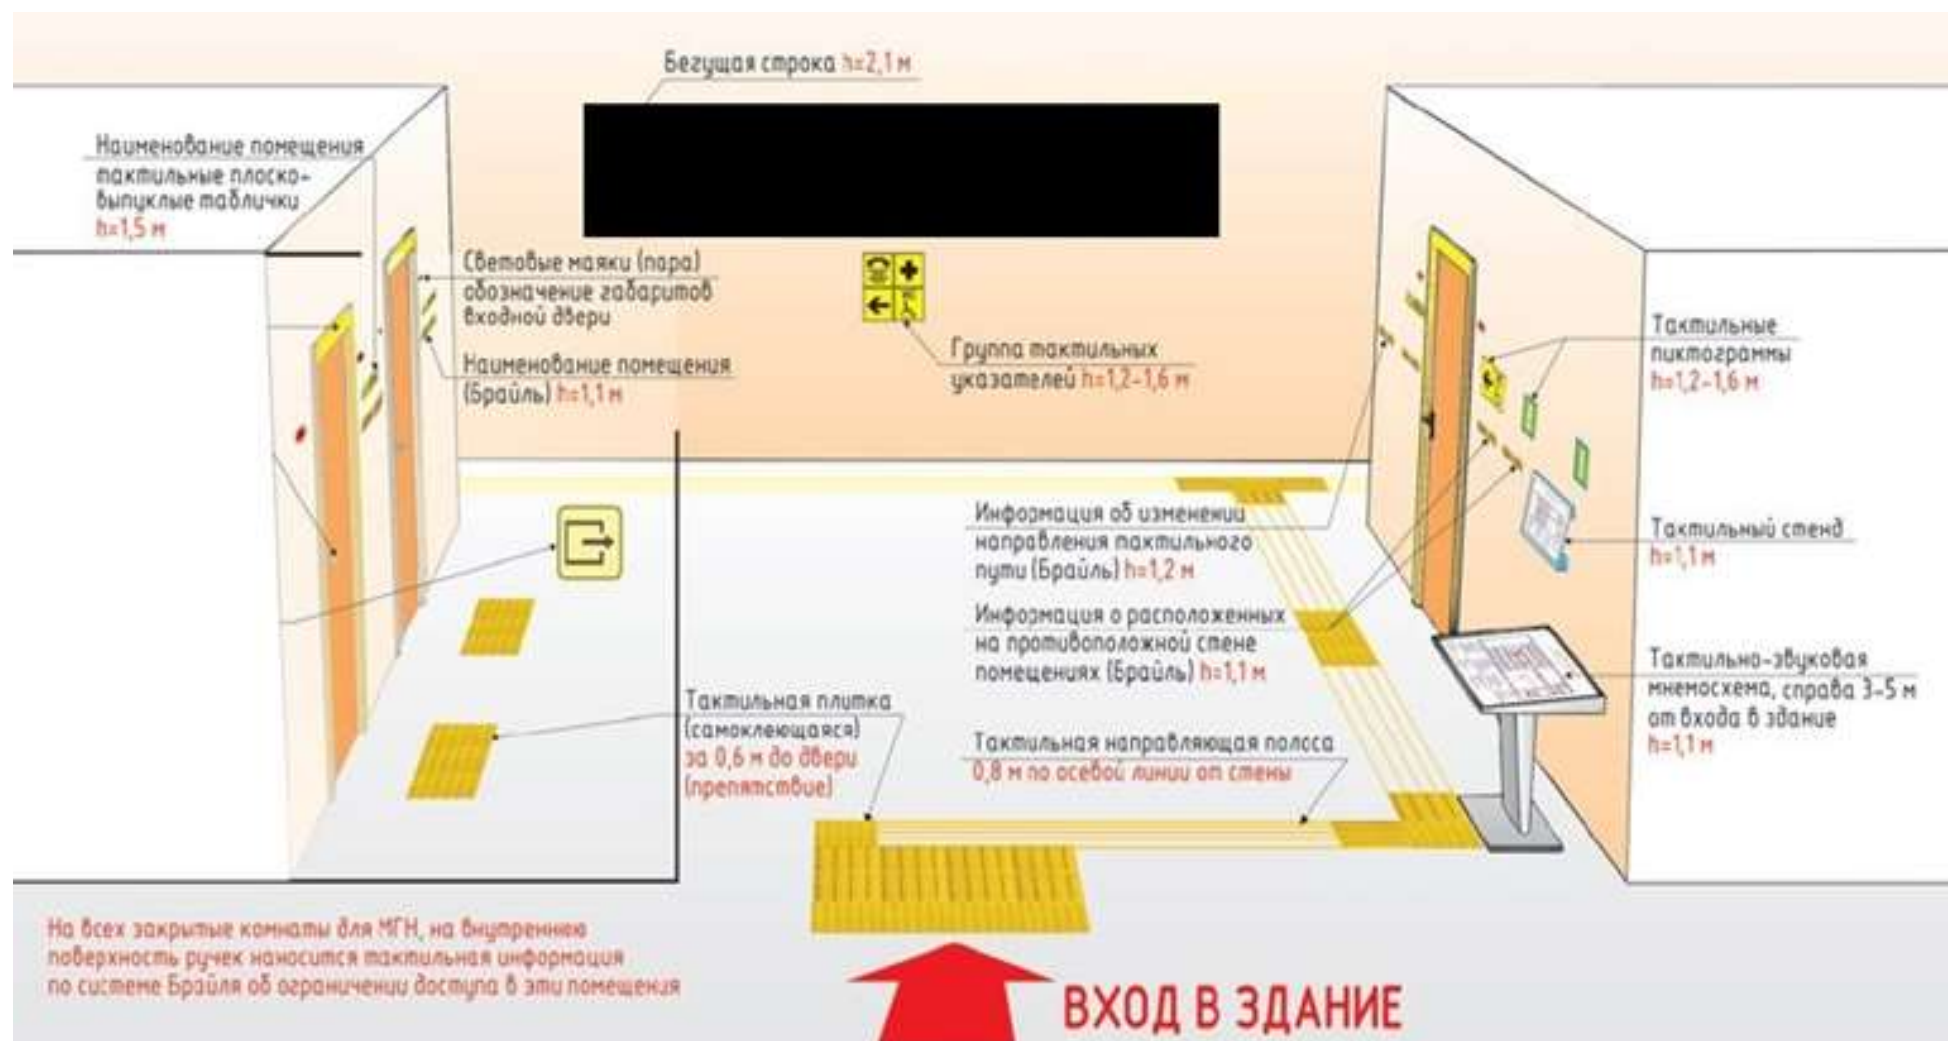 Бегущая строка h=2,1 м
Наименование помещения
тактильные плоско-
выпуклые таблички
h=1,5 м
Световые маяки (пара)
обозначение габаритов
входной двери
Наименование помещения
(Брайль) h=1,1 м
Группа тактильных
указателей h=1,2-1,6 м
Тактильные
пиктограммы
h=1,2-1,6 м
Информация об изменении
направления тактильного
пути (Брайль) h=1,2 м
Тактильный стенд
h=1,1 м
Информация о расположенных
на противоположной стене
помещениях (Брайль) h=1,1 м
Тактильно-звуковая
мнемосхема, справа 3-5 м
от входа в здание
h=1,1 м
Тактильная плитка
(самоклеющаяся)
за 0,6 м до двери
(препятствие)
Тактильная направляющая полоса
0,8 м по осевой линии от стены
На всех закрытые комнаты для МГН, на внутреннюю
поверхность ручек наносится тактильная информация
по системе Брайля об ограничении доступа в эти помещения
ВХОД В ЗДАНИЕ